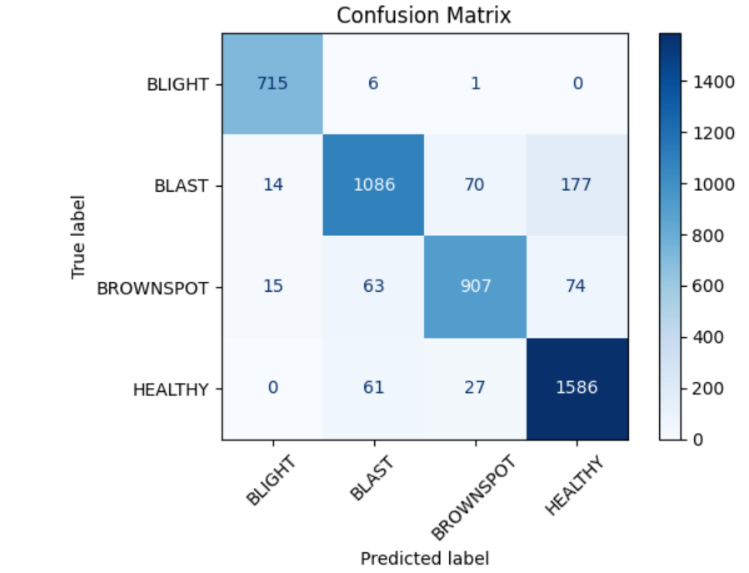 Confusion Matrix
True label
BLIGHT 715 6 1 0
BLAST 14 1086 70 177
BROWNSPOT 15 63 907 74
HEALTHY 0 61 27 1586
BLIGHT BLAST BROWNSPOT HEALTHY
Predicted label
1400
1200
1000
800
600
400
200
0